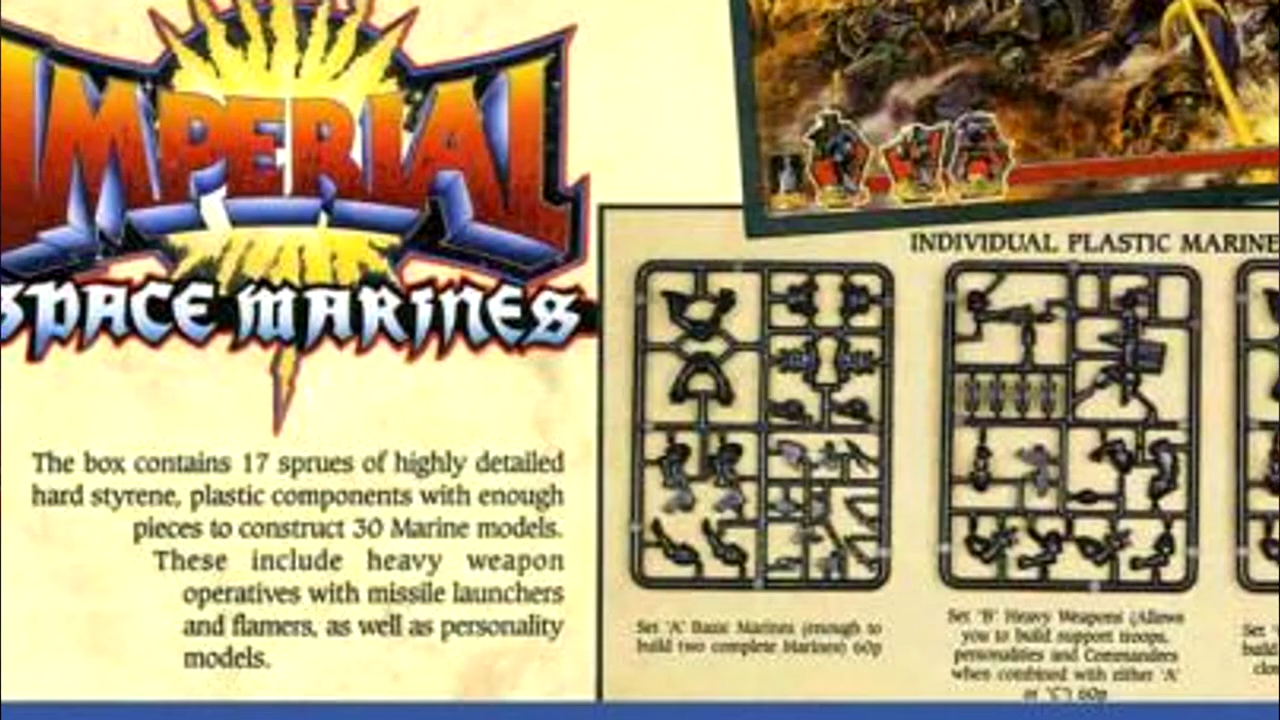 IMPERIAL
SPACE MARINES
The box contains 17 sprues of highly detailed
hard styrene, plastic components with enough
pieces to construct 30 Marine models.
These include heavy weapon
operatives with missile launchers
and flamers, as well as personality
models.
INDIVIDUAL PLASTIC MARINE
Set 'A' Basic Marines (enough to
build two complete Marines) 60p
Set 'B' Heavy Weapons (Allows
you to build support troops,
personalities and Commanders
when combined with either 'A'
or 'C') 60p
Set
build
clo